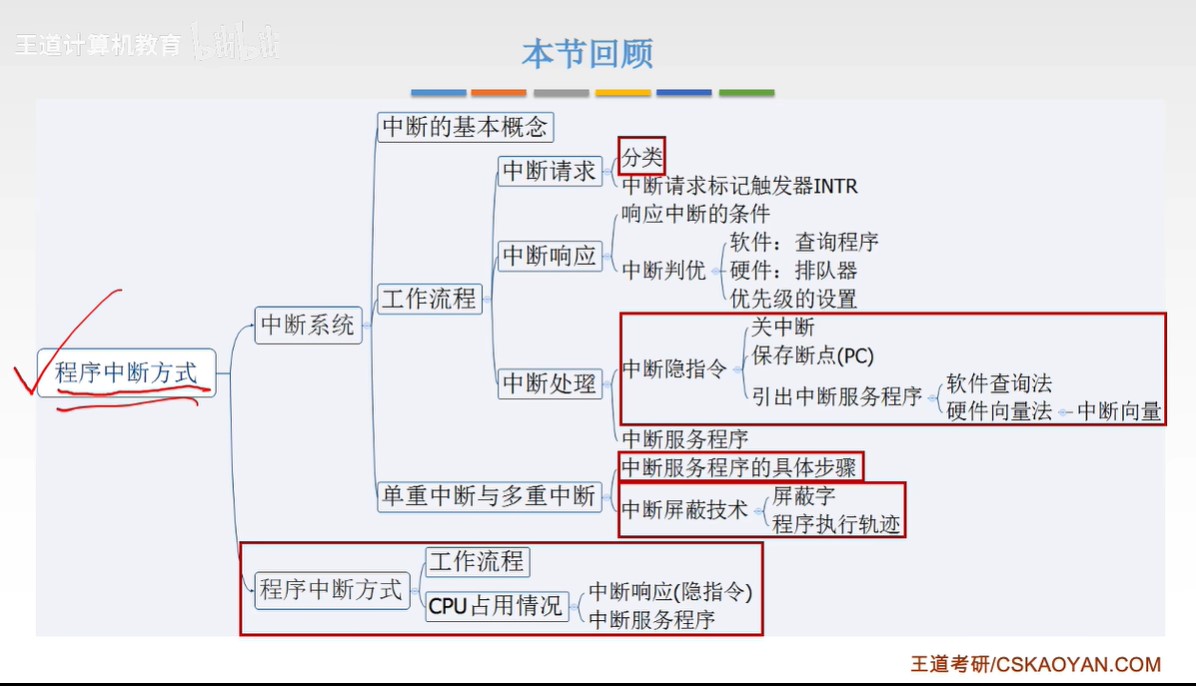 王道计算机教育 bilibili
本节回顾
中断的基本概念
中断请求
分类
中断请求标记触发器INTR
中断响应
响应中断的条件
中断判优
软件：查询程序
硬件：排队器
优先级的设置
工作流程
中断系统
中断处理
中断隐指令
关中断
保存断点(PC)
引出中断服务程序
软件查询法
硬件向量法
中断向量
中断服务程序
程序中断方式
单重中断与多重中断
中断服务程序的具体步骤
中断屏蔽技术
屏蔽字
程序执行轨迹
程序中断方式
工作流程
CPU占用情况
中断响应(隐指令)
中断服务程序
王道考研/CSKAOYAN.COM